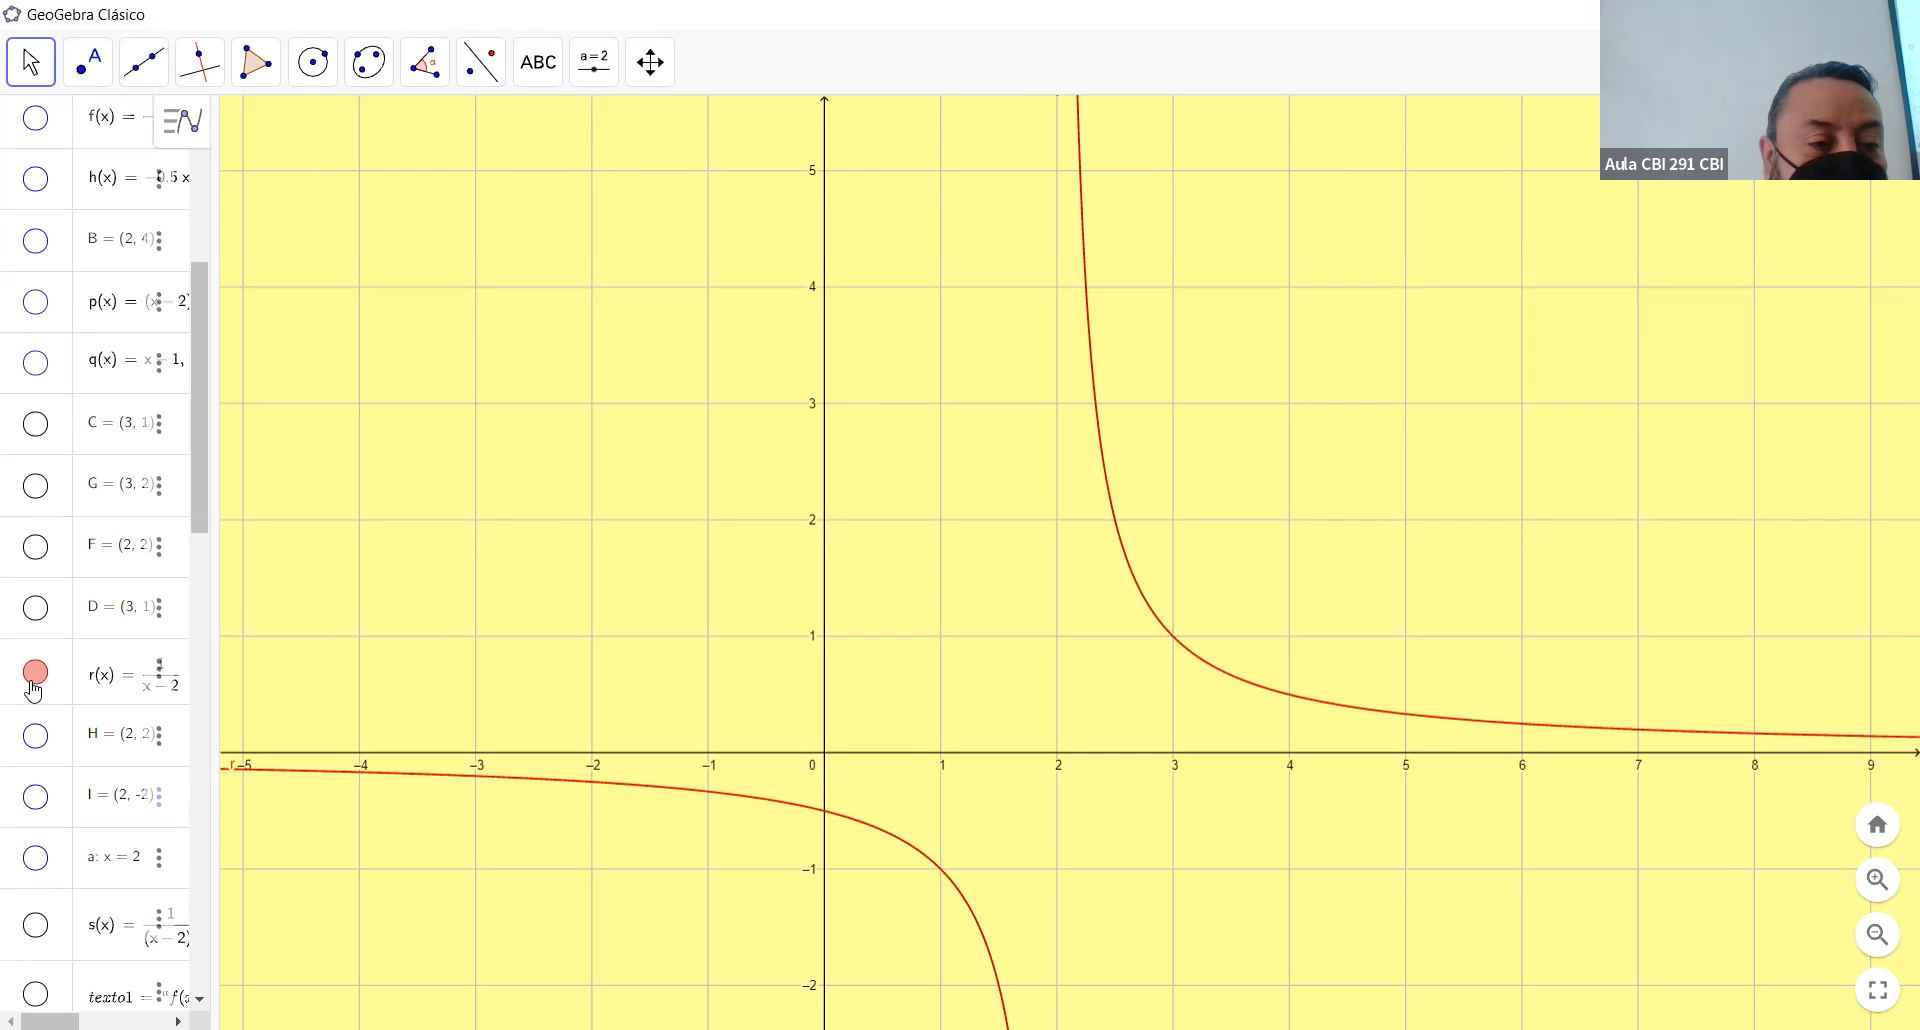 GeoGebra Clásico
A
α
ABC
a=2
Aula CBI 291 CBI
f(x) = −
h(x) = −0.5 x
B = (2, 4)
p(x) = (x − 2)
q(x) = x − 1,
C = (3, 1)
G = (3, 2)
F = (2, 2)
D = (3, 1)
r(x) = 1
x − 2
H = (2, 2)
I = (2, -2)
a: x = 2
s(x) = 1
(x − 2)
texto1 = “f(x
5
4
3
2
1
r −5 −4 −3 −2 −1 0 1 2 3 4 5 6 7 8 9
−1
−2